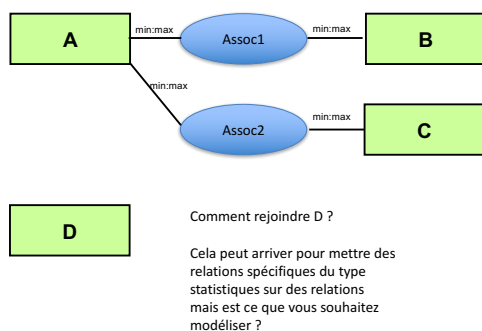 A
min:max
Assoc1
min:max
B
min:max
Assoc2
min:max
C
D
Comment rejoindre D ?
Cela peut arriver pour mettre des
relations spécifiques du type
statistiques sur des relations
mais est ce que vous souhaitez
modéliser ?